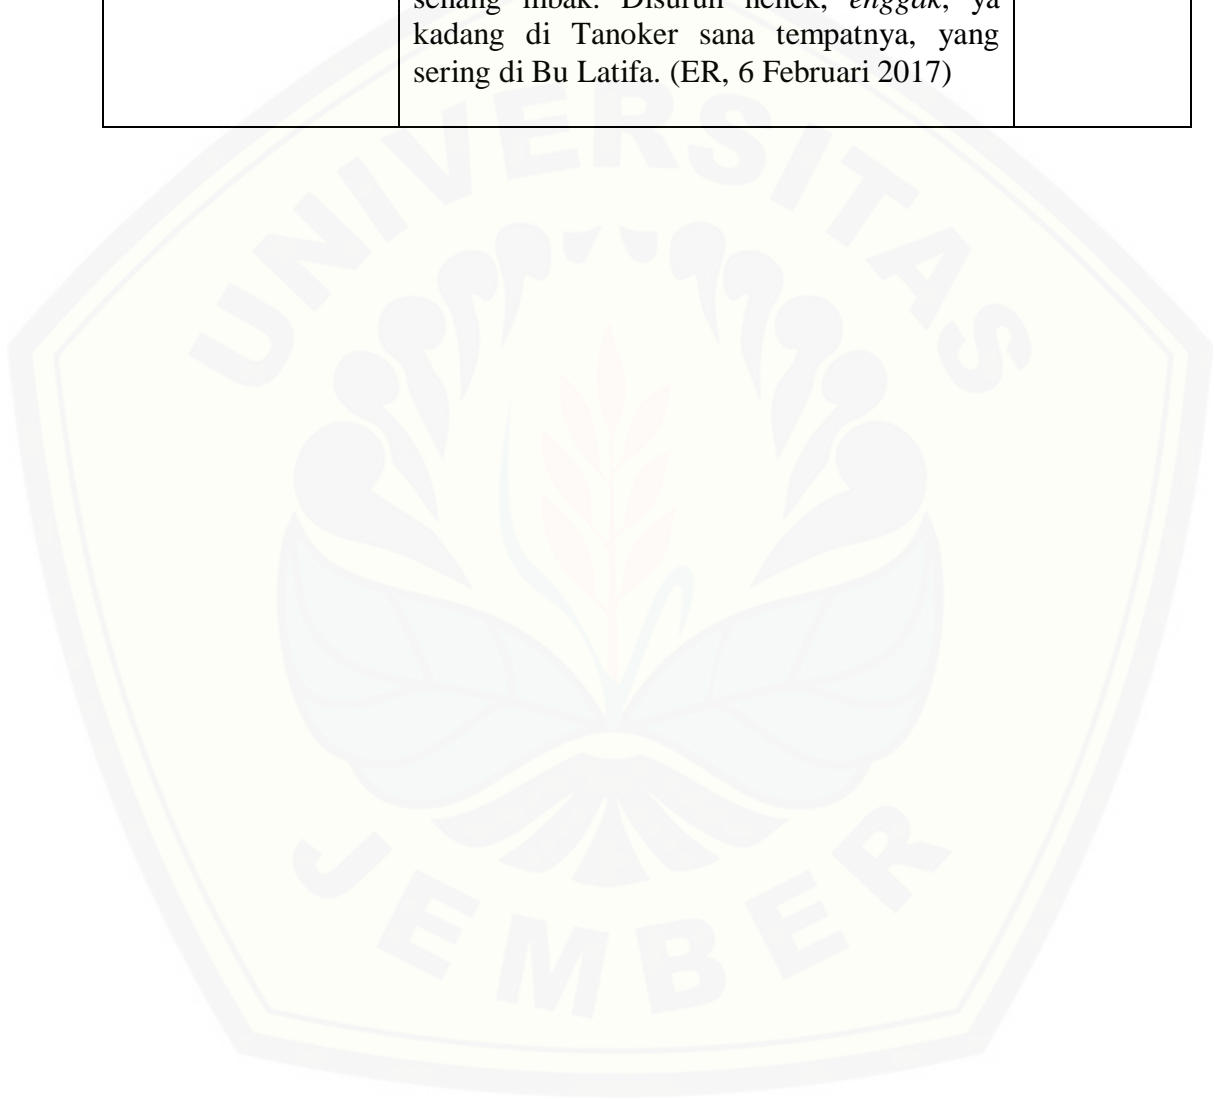 senang mbak. Disuruh nenek, enggak, ya
kadang di Tanoker sana tempatnya, yang
sering di Bu Latifa. (ER, 6 Februari 2017)
UNIVERSITAS
JEMBER